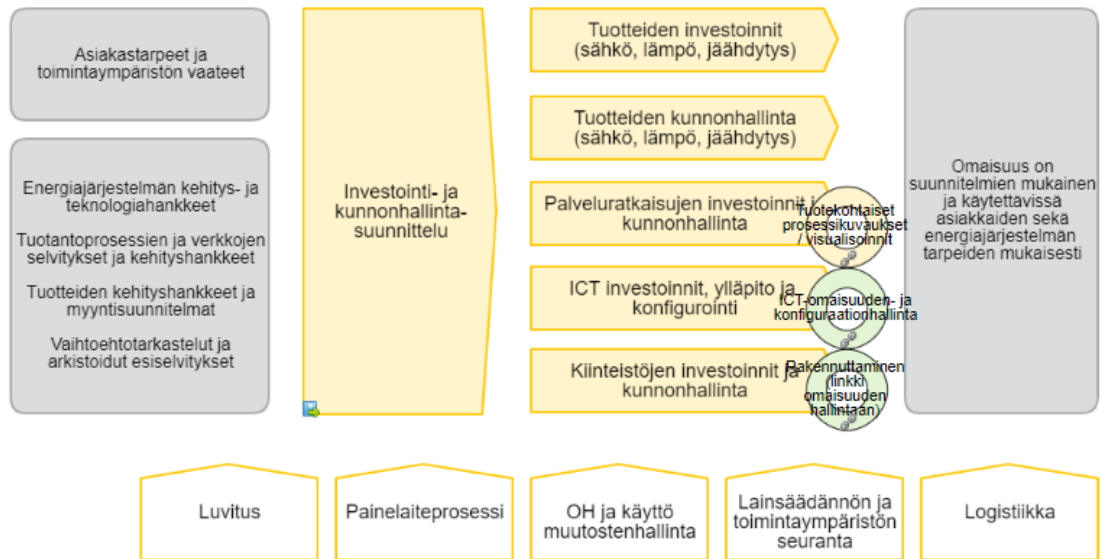 Asiakastarpeet ja
toimintaympäristön vaateet
Energiajärjestelmän kehitys- ja
teknologiahankkeet
Tuotantoprosessien ja verkkojen
selvitykset ja kehityshankkeet
Tuotteiden kehityshankkeet ja
myyntisuunnitelmat
Vaihtoehtotarkastelut ja
arkistoidut esiselvitykset
Investointi- ja
kunnonhallinta-
suunnittelu
Tuotteiden investoinnit
(sähkö, lämpö, jäähdytys)
Tuotteiden kunnonhallinta
(sähkö, lämpö, jäähdytys)
Palveluratkaisujen investoinnit
kunnonhallinta
Tuotekohtaiset
prosessikuvaukset
/ visualisoinnit
ICT investoinnit, ylläpito ja
konfigurointi
ICT-omaisuuden- ja
konfiguraationhallinta
Kiinteistöjen investoinnit ja
kunnonhallinta
Rakennuttaminen
(linkki
omaisuuden
hallintaan)
Omaisuus on
suunnitelmien mukainen
ja käytettävissä
asiakkaiden sekä
energiajärjestelmän
tarpeiden mukaisesti
Luvitus
Painelaiteprosessi
OH ja käyttö
muutostenhallinta
Lainsäädännön ja
toimintaympäristön
seuranta
Logistiikka